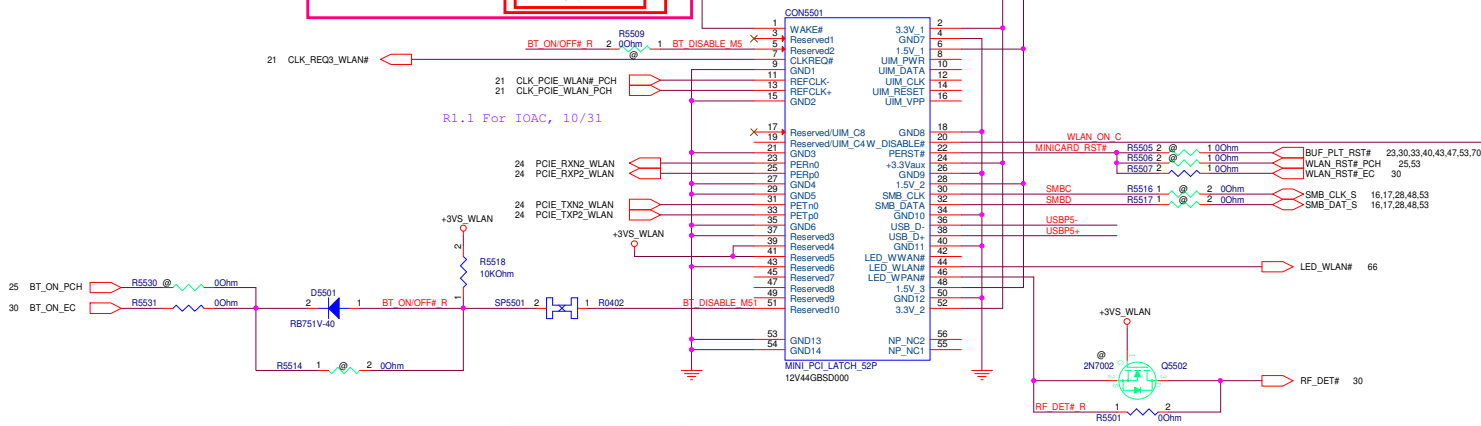 CON5501
1 WAKE# 3.3V_1 2
3 Reserved1 GND7 4
5 Reserved2 1.5V_1 6
7 CLKREQ# UIM_PWR 8
9 GND1 UIM_DATA 10
11 REFCLK- UIM_CLK 12
13 REFCLK+ UIM_RESET 14
15 GND2 UIM_VPP 16
17 Reserved/UIM_C8 GND8 18
19 Reserved/UIM_C4 W_DISABLE# 20
21 GND3 PERST# 22
23 PERn0 +3.3Vaux 24
25 PERp0 GND9 26
27 GND4 1.5V_2 28
29 GND5 SMB_CLK 30
31 PETn0 SMB_DATA 32
33 PETp0 GND10 34
35 GND6 USB_D- 36
37 Reserved3 USB_D+ 38
39 Reserved4 GND11 40
41 Reserved5 LED_WWAN# 42
43 Reserved6 LED_WLAN# 44
45 Reserved7 LED_WPAN# 46
47 Reserved8 1.5V_3 48
49 Reserved9 GND12 50
51 Reserved10 3.3V_2 52
53 GND13 NP_NC2 56
54 GND14 NP_NC1 55
MINI_PCI_LATCH_52P
12V44GBSD000
R5509
BT_ON/OFF#_R 2 0Ohm 1 BT_DISABLE_M5
@
21 CLK_REQ3_WLAN#
21 CLK_PCIE_WLAN#_PCH
21 CLK_PCIE_WLAN_PCH
R1.1 For IOAC, 10/31
24 PCIE_RXN2_WLAN
24 PCIE_RXP2_WLAN
24 PCIE_TXN2_WLAN
24 PCIE_TXP2_WLAN
+3VS_WLAN
+3VS_WLAN
2
R5518
10KOhm
1
25 BT_ON_PCH R5530 @ 0Ohm
30 BT_ON_EC R5531 0Ohm
D5501
2 1 BT_ON/OFF#_R
RB751V-40
SP5501 2 1 R0402 BT_DISABLE_M51
R5514 1 @ 2 0Ohm
WLAN_ON_C
MINICARD_RST#
R5505 2 @ 1 0Ohm BUF_PLT_RST# 23,30,33,40,43,47,53,70
R5506 2 @ 1 0Ohm WLAN_RST#_PCH 25,53
R5507 2 1 0Ohm WLAN_RST#_EC 30
SMBC R5516 1 @ 2 0Ohm SMB_CLK_S 16,17,28,48,53
SMBD R5517 1 @ 2 0Ohm SMB_DAT_S 16,17,28,48,53
USBP5-
USBP5+
LED_WLAN# 66
+3VS_WLAN
@
2N7002 Q5502
RF_DET# 30
RF_DET#_R 1 2
R5501 0Ohm